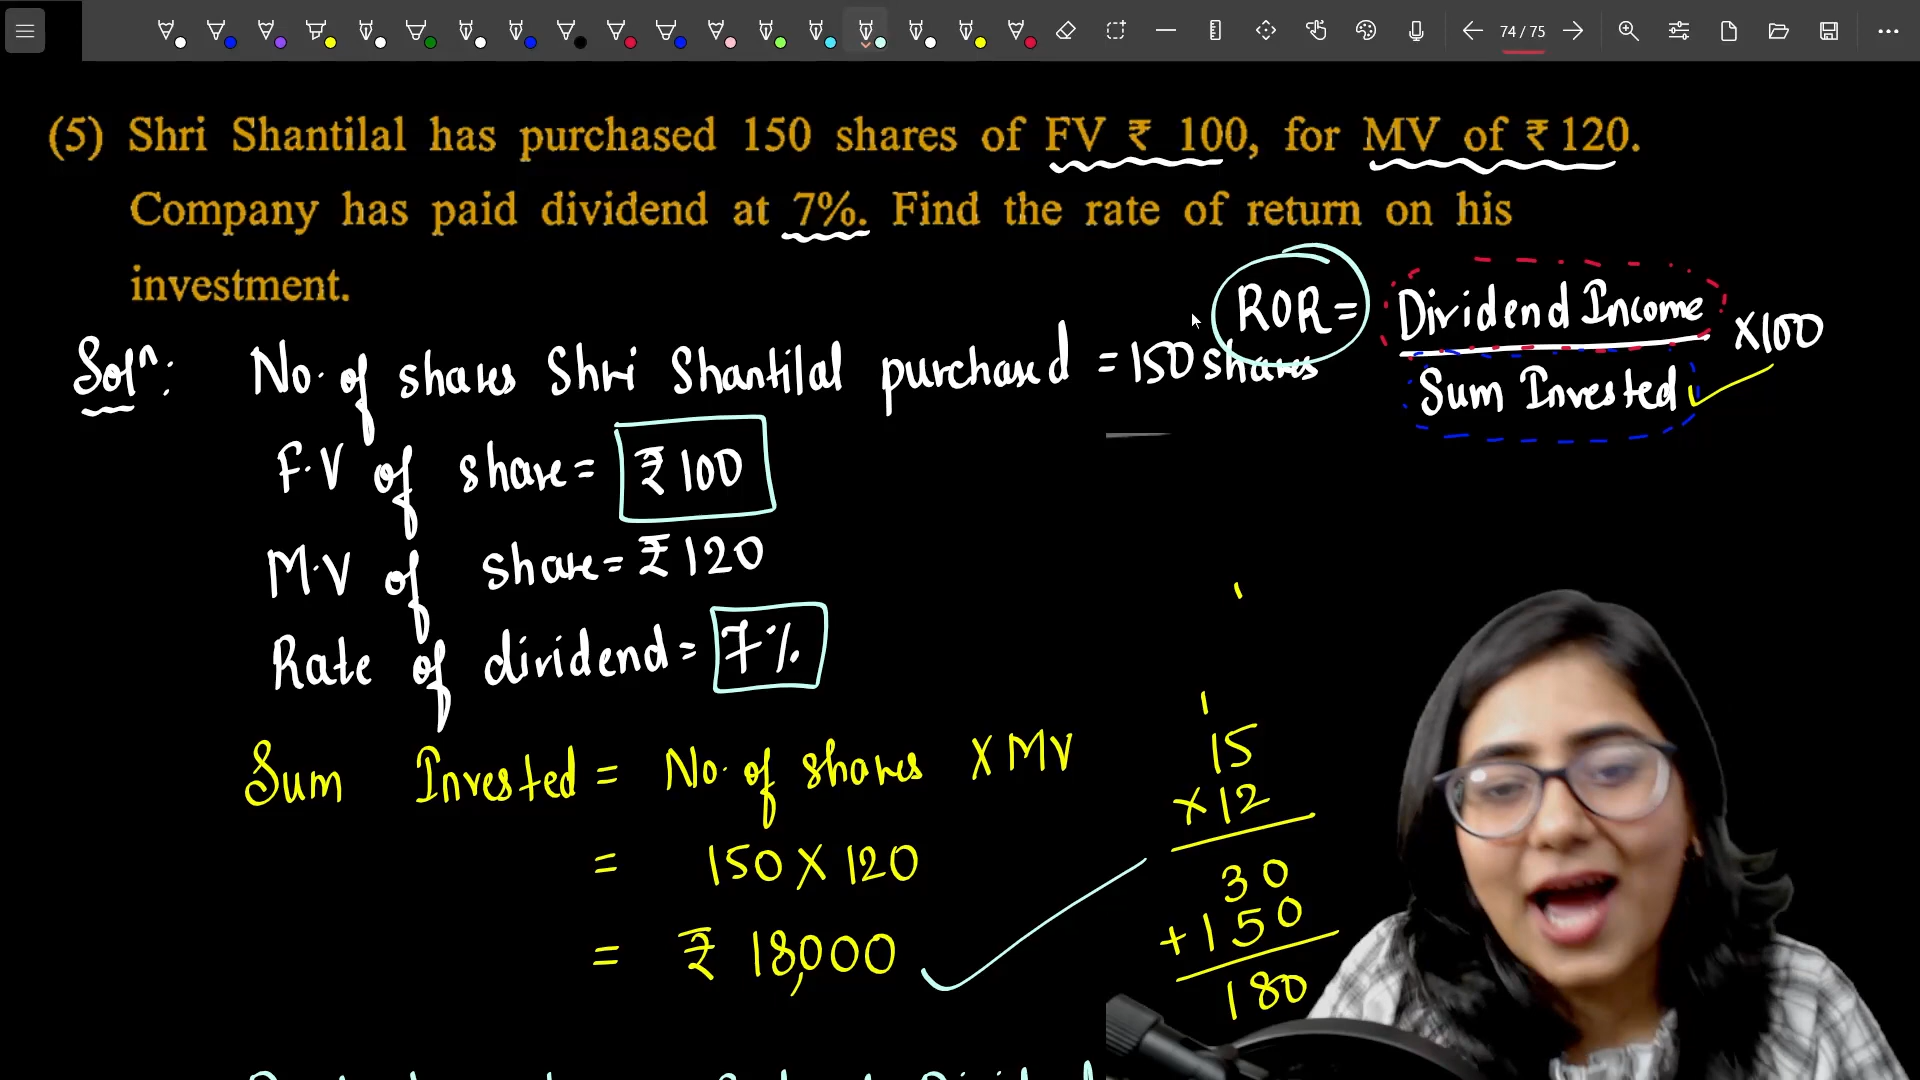 74 / 75
(5) Shri Shantilal has purchased 150 shares of FV ₹ 100, for MV of ₹ 120.
Company has paid dividend at 7%. Find the rate of return on his
investment.
ROR = Dividend Income
Sum Invested
×100
Solⁿ: No. of shares Shri Shantilal purchased = 150 shares
F.V of share = ₹ 100
M.V of share = ₹ 120
Rate of dividend = 7%
Sum Invested = No. of shares × MV
= 150 × 120
= ₹ 18,000
1
15
×12
30
+150
180